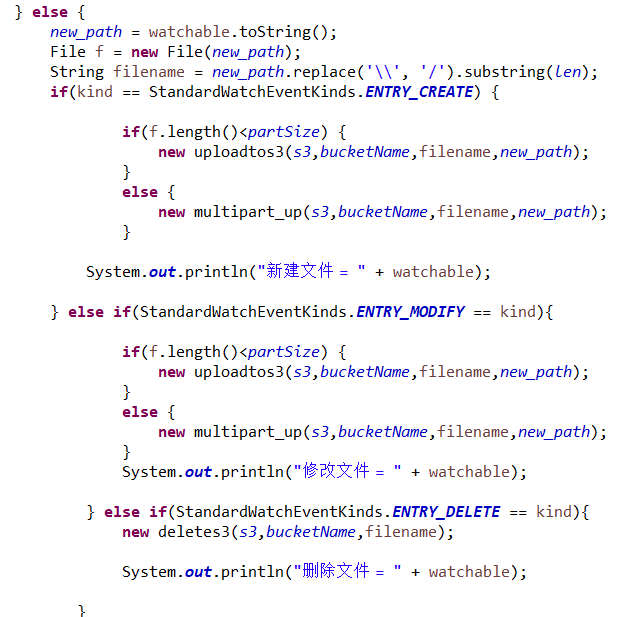 } else {
new_path = watchable.toString();
File f = new File(new_path);
String filename = new_path.replace('\\', '/').substring(len);
if(kind == StandardWatchEventKinds.ENTRY_CREATE) {
if(f.length()<partSize) {
new uploadtos3(s3,bucketName,filename,new_path);
}
else {
new multipart_up(s3,bucketName,filename,new_path);
}
System.out.println("新建文件 = " + watchable);
} else if(StandardWatchEventKinds.ENTRY_MODIFY == kind){
if(f.length()<partSize) {
new uploadtos3(s3,bucketName,filename,new_path);
}
else {
new multipart_up(s3,bucketName,filename,new_path);
}
System.out.println("修改文件 = " + watchable);
} else if(StandardWatchEventKinds.ENTRY_DELETE == kind){
new deletes3(s3,bucketName,filename);
System.out.println("删除文件 = " + watchable);
}